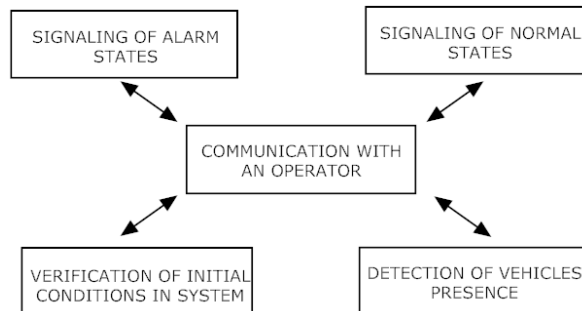 SIGNALING OF ALARM
STATES
SIGNALING OF NORMAL
STATES
COMMUNICATION WITH
AN OPERATOR
VERIFICATION OF INITIAL
CONDITIONS IN SYSTEM
DETECTION OF VEHICLES
PRESENCE